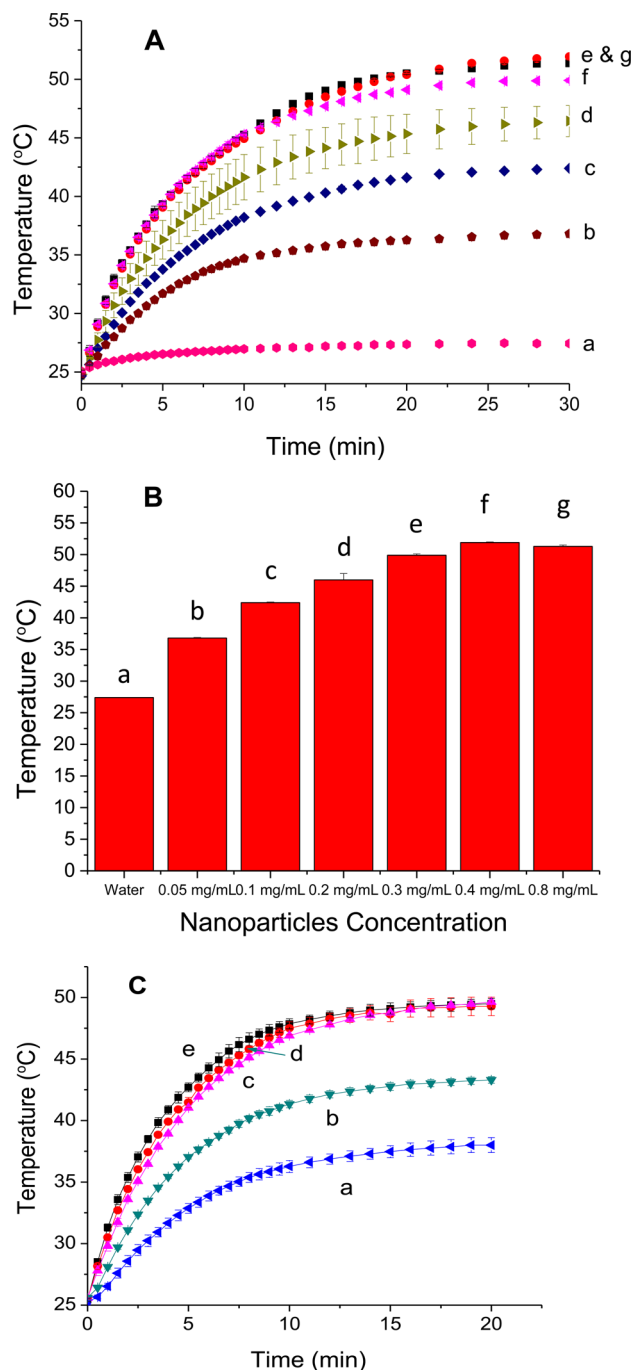 A
e & g
f
d
c
b
a
50
45
40
35
30
25
Temperature (°C)
0 5 10 15 20 25 30
Time (min)
B
60
55
50
45
40
35
30
25
20
15
10
5
0
Temperature (°C)
a
b
c
d
e
f
g
Water 0.05 mg/mL 0.1 mg/mL 0.2 mg/mL 0.3 mg/mL 0.4 mg/mL 0.8 mg/mL
Nanoparticles Concentration
C
50
45
40
35
30
25
Temperature (°C)
e
d
c
b
a
0 5 10 15 20
Time (min)